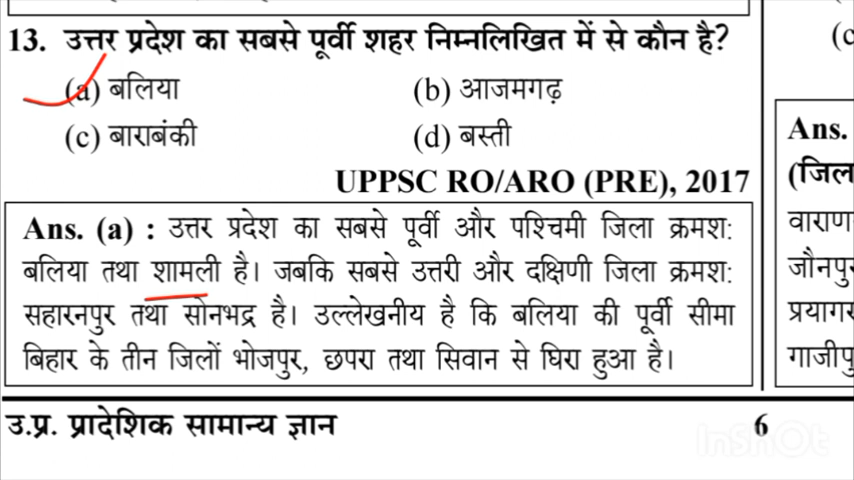 13. उत्तर प्रदेश का सबसे पूर्वी शहर निम्नलिखित में से कौन है?
(a) बलिया (b) आजमगढ़
(c) बाराबंकी (d) बस्ती
UPPSC RO/ARO (PRE), 2017
Ans. (a) : उत्तर प्रदेश का सबसे पूर्वी और पश्चिमी जिला क्रमश:
बलिया तथा शामली है। जबकि सबसे उत्तरी और दक्षिणी जिला क्रमश:
सहारनपुर तथा सोनभद्र है। उल्लेखनीय है कि बलिया की पूर्वी सीमा
बिहार के तीन जिलों भोजपुर, छपरा तथा सिवान से घिरा हुआ है।
उ.प्र. प्रादेशिक सामान्य ज्ञान 6
(c
Ans.
(जिल
वाराण
जौनपु
प्रयागर
गाजीपु
InShOt